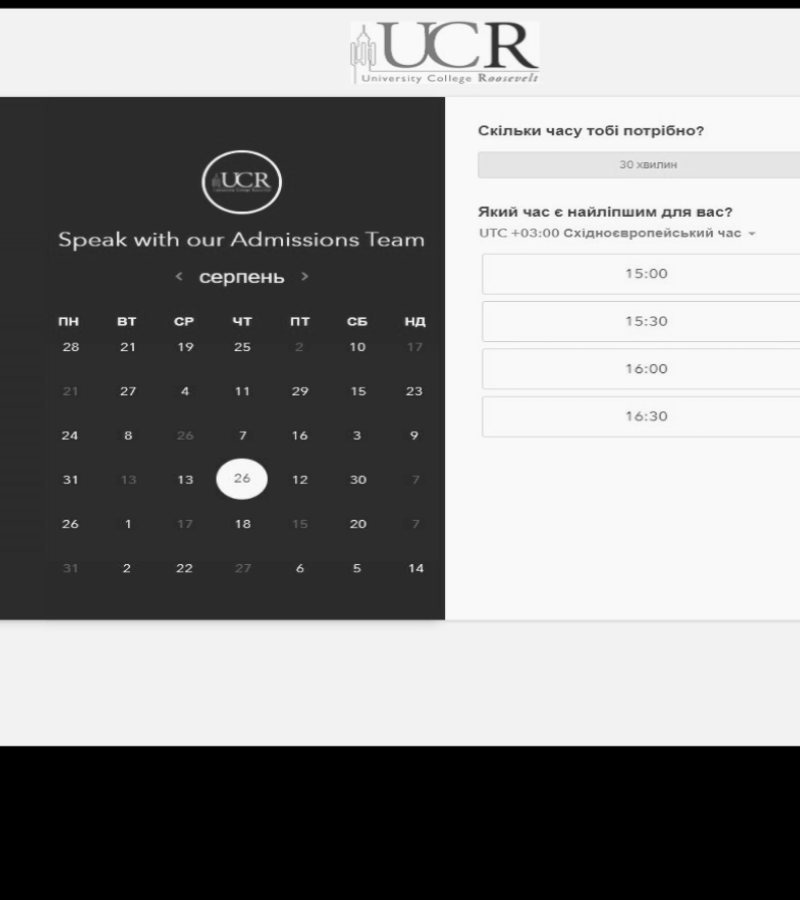 UCR
University College Roosevelt
UCR
Speak with our Admissions Team
< серпень >
ПН ВТ СР ЧТ ПТ СБ НД
28 21 19 25 2 10 17
21 27 4 11 29 15 23
24 8 26 7 16 3 9
31 13 13 26 12 30 7
26 1 17 18 15 20 7
31 2 22 27 6 5 14
Скільки часу тобі потрібно?
30 хвилин
Який час є найліпшим для вас?
UTC +03:00 Східноєвропейський час
15:00
15:30
16:00
16:30